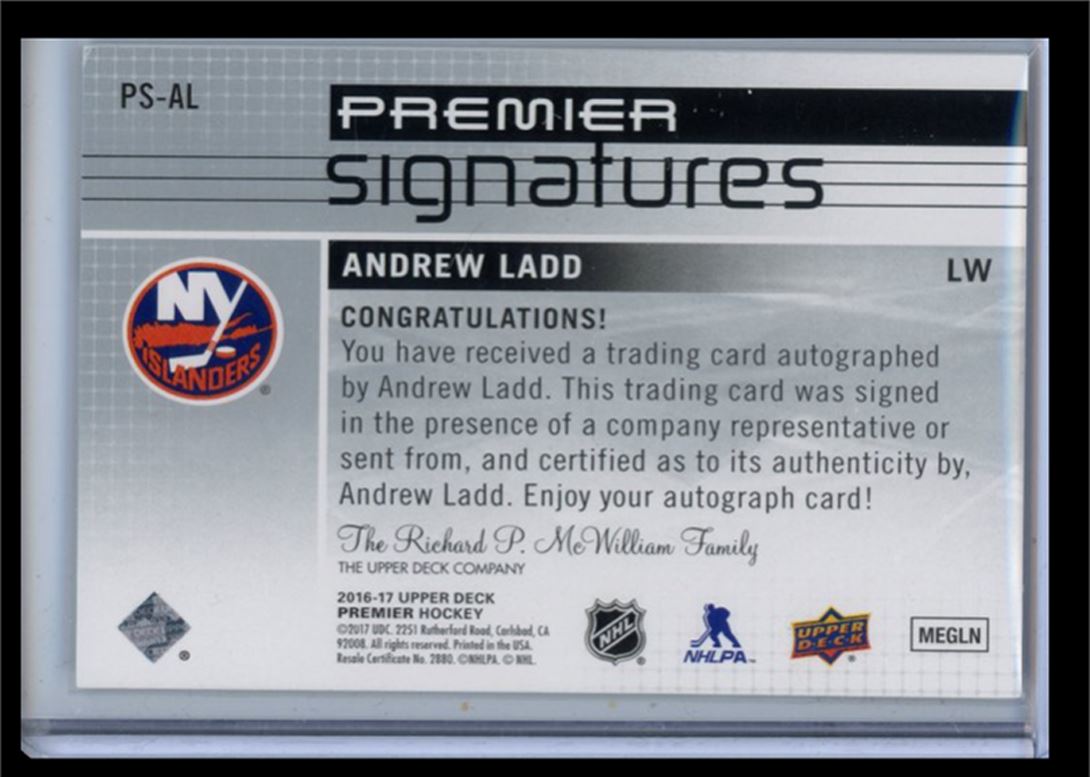 PS-AL
PREMIER
signatures
ANDREW LADD
LW
NY
ISLANDERS
®
CONGRATULATIONS!
You have received a trading card autographed
by Andrew Ladd. This trading card was signed
in the presence of a company representative or
sent from, and certified as to its authenticity by,
Andrew Ladd. Enjoy your autograph card!
The Richard P. McWilliam Family
THE UPPER DECK COMPANY
2016-17 UPPER DECK
PREMIER HOCKEY
©2017 UDC. 2251 Rutherford Road, Carlsbad, CA
92008. All rights reserved. Printed in the USA.
Resale Certificate No. 2880. ©NHLPA. © NHL.
NHL
NHLPA™
UPPER
D·E·C·K
MEGLN